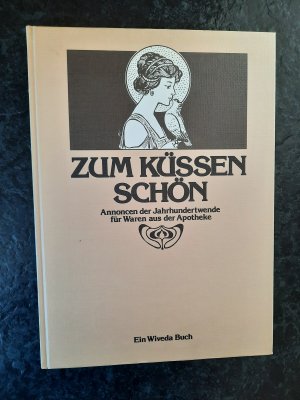 ZUM KÜSSEN
SCHÖN
Annoncen der Jahrhundertwende
für Waren aus der Apotheke
Ein Wiveda Buch